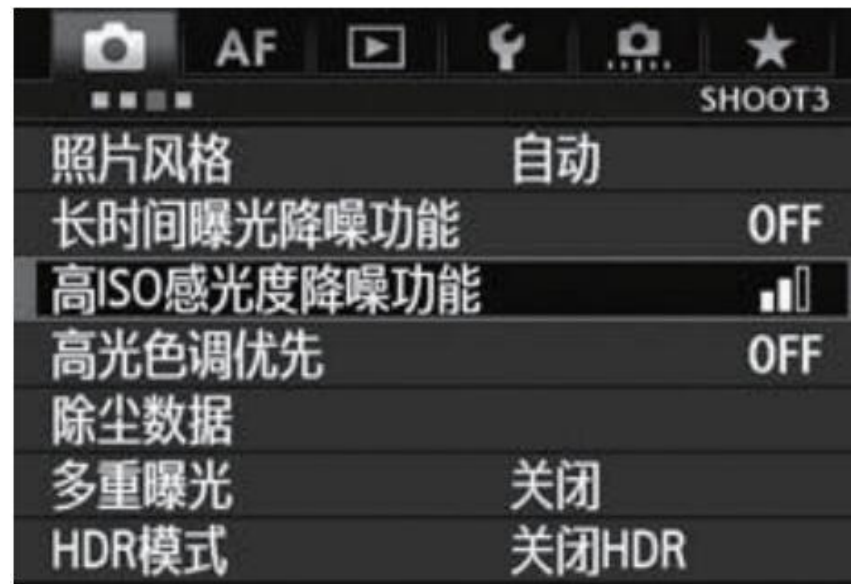 AF
SHOOT3
照片风格 自动
长时间曝光降噪功能 OFF
高ISO感光度降噪功能
高光色调优先 OFF
除尘数据
多重曝光 关闭
HDR模式 关闭HDR